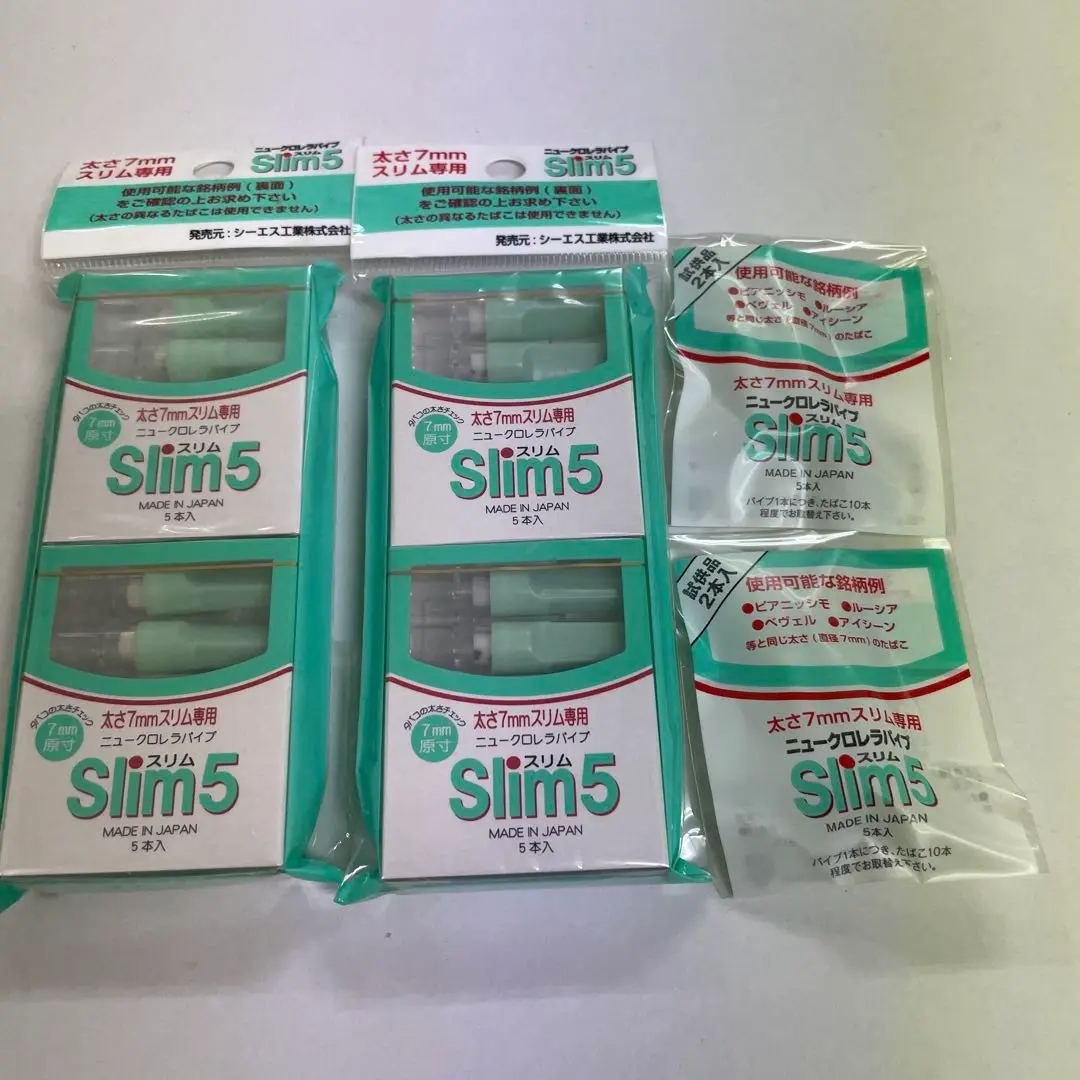 太さ7mm
スリム専用
ニュークロレラパイプ
スリム
Slim5
使用可能な銘柄例(裏面)
をご確認の上お求め下さい
(太さの異なるたばこは使用できません)
発売元:シーエス工業株式会社
太さ7mm
スリム専用
ニュークロレラパイプ
スリム
Slim5
使用可能な銘柄例(裏面)
をご確認の上お求め下さい
(太さの異なるたばこは使用できません)
発売元:シーエス工業株式会社
タバコの太さチェック
7mm
原寸
太さ7mmスリム専用
ニュークロレラパイプ
スリム
Slim5
MADE IN JAPAN
5本入
タバコの太さチェック
7mm
原寸
太さ7mmスリム専用
ニュークロレラパイプ
スリム
Slim5
MADE IN JAPAN
5本入
試供品
2本入
使用可能な銘柄例
●ピアニッシモ ●ルーシア
●ベヴェル ●アイシーン
等と同じ太さ(直径7mm)のたばこ
太さ7mmスリム専用
ニュークロレラパイプ
スリム
Slim5
MADE IN JAPAN
5本入
パイプ1本につき、たばこ10本
程度でお取替え下さい。
タバコの太さチェック
7mm
原寸
太さ7mmスリム専用
ニュークロレラパイプ
スリム
Slim5
MADE IN JAPAN
5本入
タバコの太さチェック
7mm
原寸
太さ7mmスリム専用
ニュークロレラパイプ
スリム
Slim5
MADE IN JAPAN
5本入
試供品
2本入
使用可能な銘柄例
●ピアニッシモ ●ルーシア
●ベヴェル ●アイシーン
等と同じ太さ(直径7mm)のたばこ
太さ7mmスリム専用
ニュークロレラパイプ
スリム
Slim5
MADE IN JAPAN
5本入
パイプ1本につき、たばこ10本
程度でお取替え下さい。